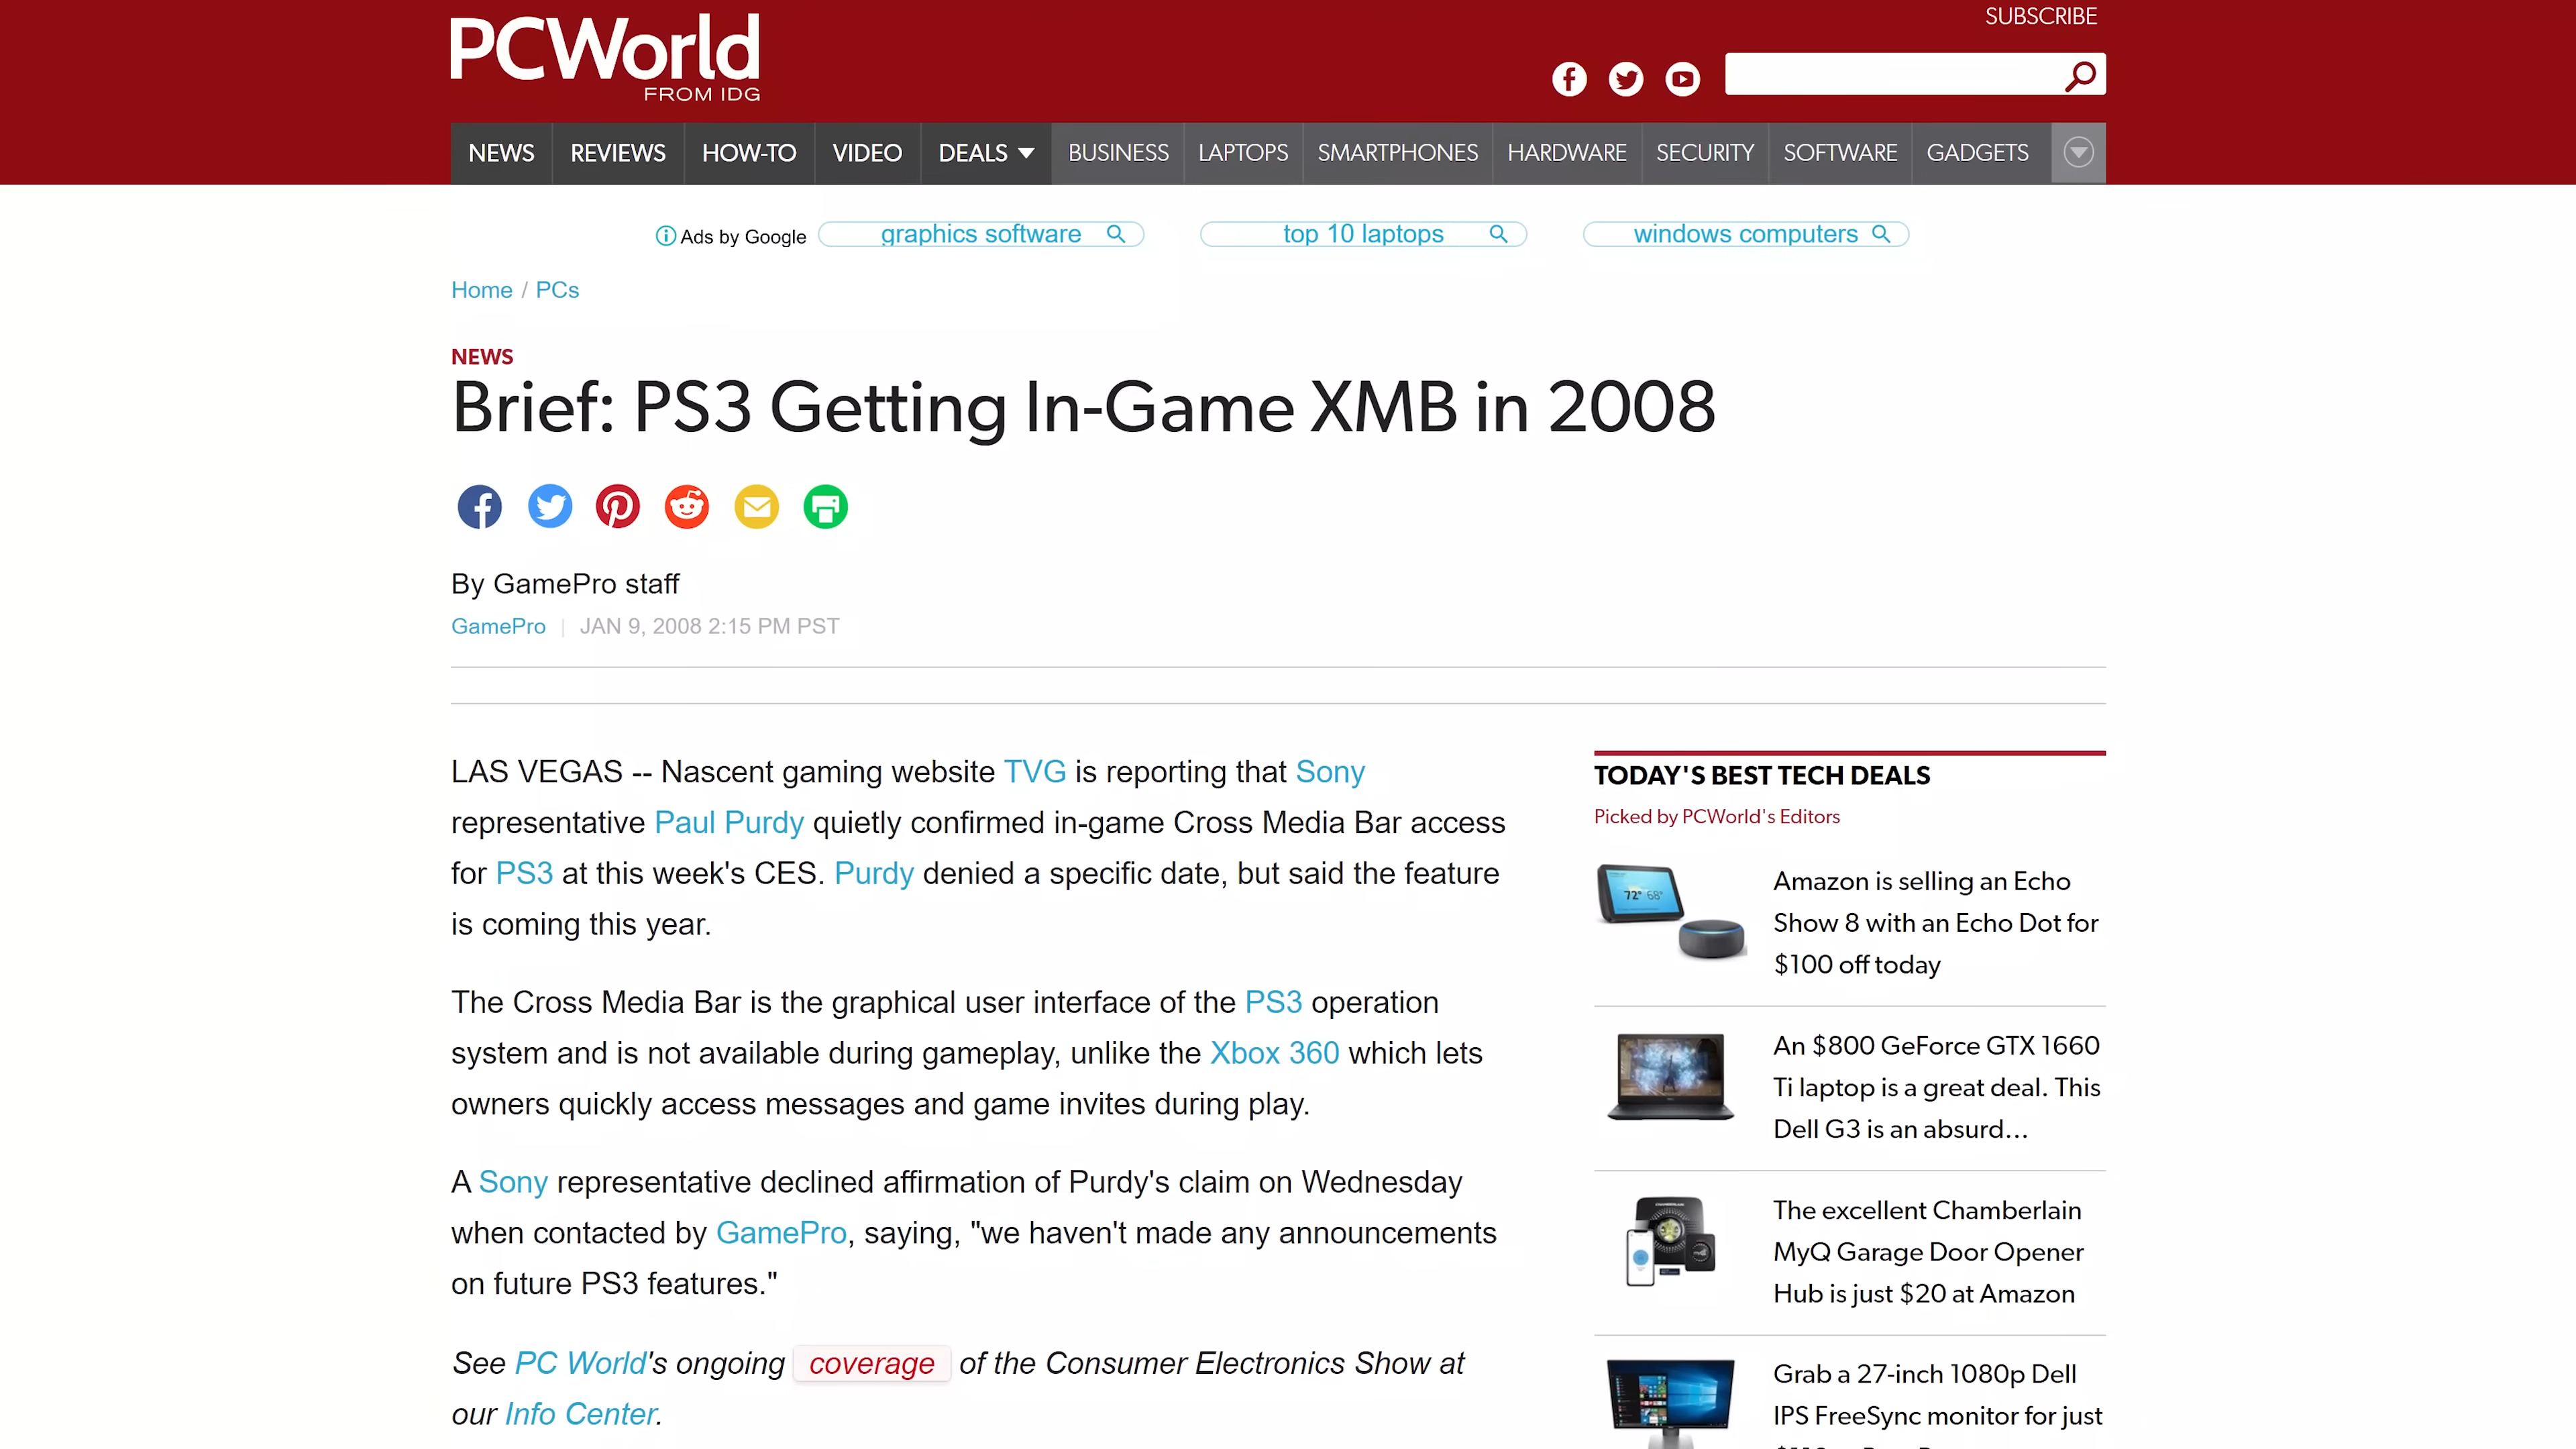 SUBSCRIBE
PCWorld
FROM IDG
NEWS REVIEWS HOW-TO VIDEO DEALS BUSINESS LAPTOPS SMARTPHONES HARDWARE SECURITY SOFTWARE GADGETS
Ads by Google graphics software top 10 laptops windows computers
Home / PCs
NEWS
Brief: PS3 Getting In-Game XMB in 2008
By GamePro staff
GamePro | JAN 9, 2008 2:15 PM PST
LAS VEGAS -- Nascent gaming website TVG is reporting that Sony
representative Paul Purdy quietly confirmed in-game Cross Media Bar access
for PS3 at this week's CES. Purdy denied a specific date, but said the feature
is coming this year.
The Cross Media Bar is the graphical user interface of the PS3 operation
system and is not available during gameplay, unlike the Xbox 360 which lets
owners quickly access messages and game invites during play.
A Sony representative declined affirmation of Purdy's claim on Wednesday
when contacted by GamePro, saying, "we haven't made any announcements
on future PS3 features."
See PC World's ongoing coverage of the Consumer Electronics Show at
our Info Center.
TODAY'S BEST TECH DEALS
Picked by PCWorld's Editors
72° 68°
Amazon is selling an Echo
Show 8 with an Echo Dot for
$100 off today
An $800 GeForce GTX 1660
Ti laptop is a great deal. This
Dell G3 is an absurd...
The excellent Chamberlain
MyQ Garage Door Opener
Hub is just $20 at Amazon
Grab a 27-inch 1080p Dell
IPS FreeSync monitor for just